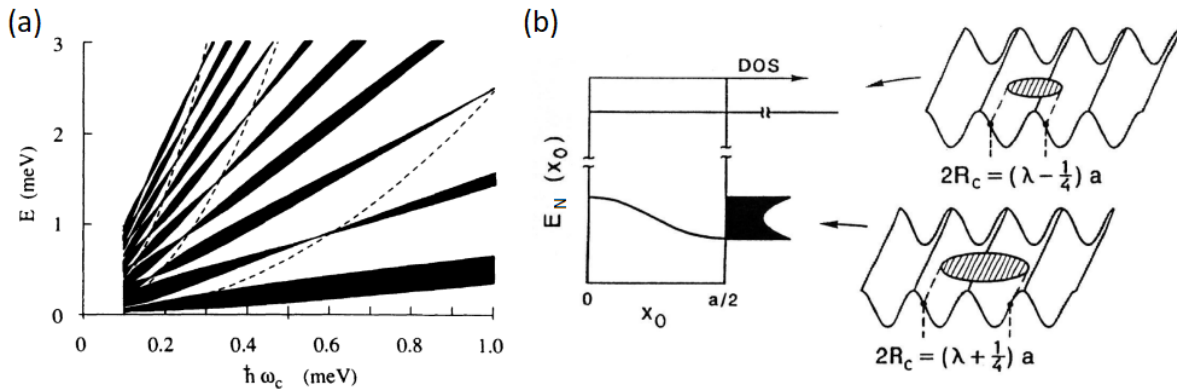 (a)
3
2
1
0
E (meV)
0
0.2
0.4
0.6
0.8
1.0
ħω_c (meV)
(b)
DOS
E_N (x_0)
0
a/2
x_0
2R_C = (λ − 1/4) a
2R_C = (λ + 1/4) a